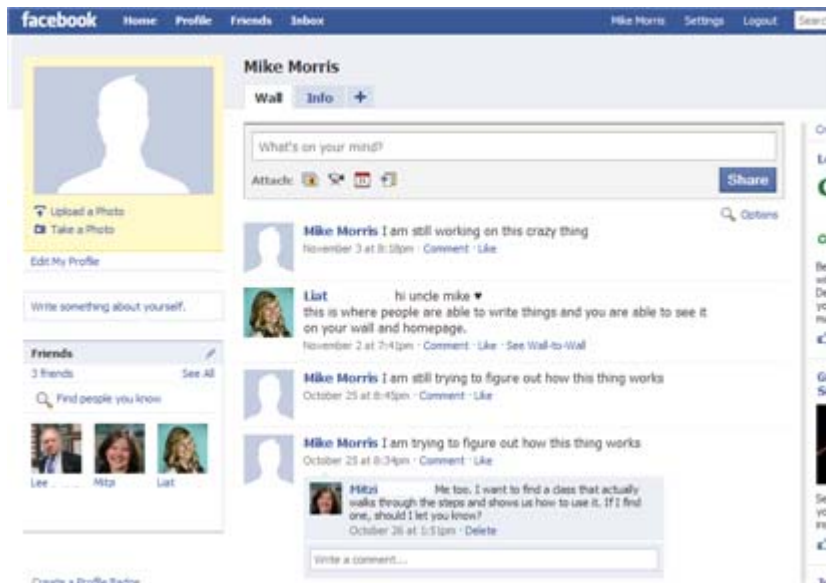 facebook Home Profile Friends Inbox Mike Morris Settings Logout Searc
Mike Morris
Wall Info +
What's on your mind?
Attach: Share
Options
Upload a Photo
Take a Photo
Edit My Profile
Write something about yourself.
Friends
3 friends See All
Find people you know
Lee Mitzi Liat
Mike Morris I am still working on this crazy thing
November 3 at 8:18pm · Comment · Like
Liat hi uncle mike ♥
this is where people are able to write things and you are able to see it
on your wall and homepage.
November 2 at 7:41pm · Comment · Like · See Wall-to-Wall
Mike Morris I am still trying to figure out how this thing works
October 25 at 8:45pm · Comment · Like
Mike Morris I am trying to figure out how this thing works
October 25 at 8:34pm · Comment · Like
Mitzi Me too. I want to find a class that actually
walks through the steps and shows us how to use it. If I find
one, should I let you know?
October 26 at 1:51pm · Delete
Write a comment...
Create a Profile Badge